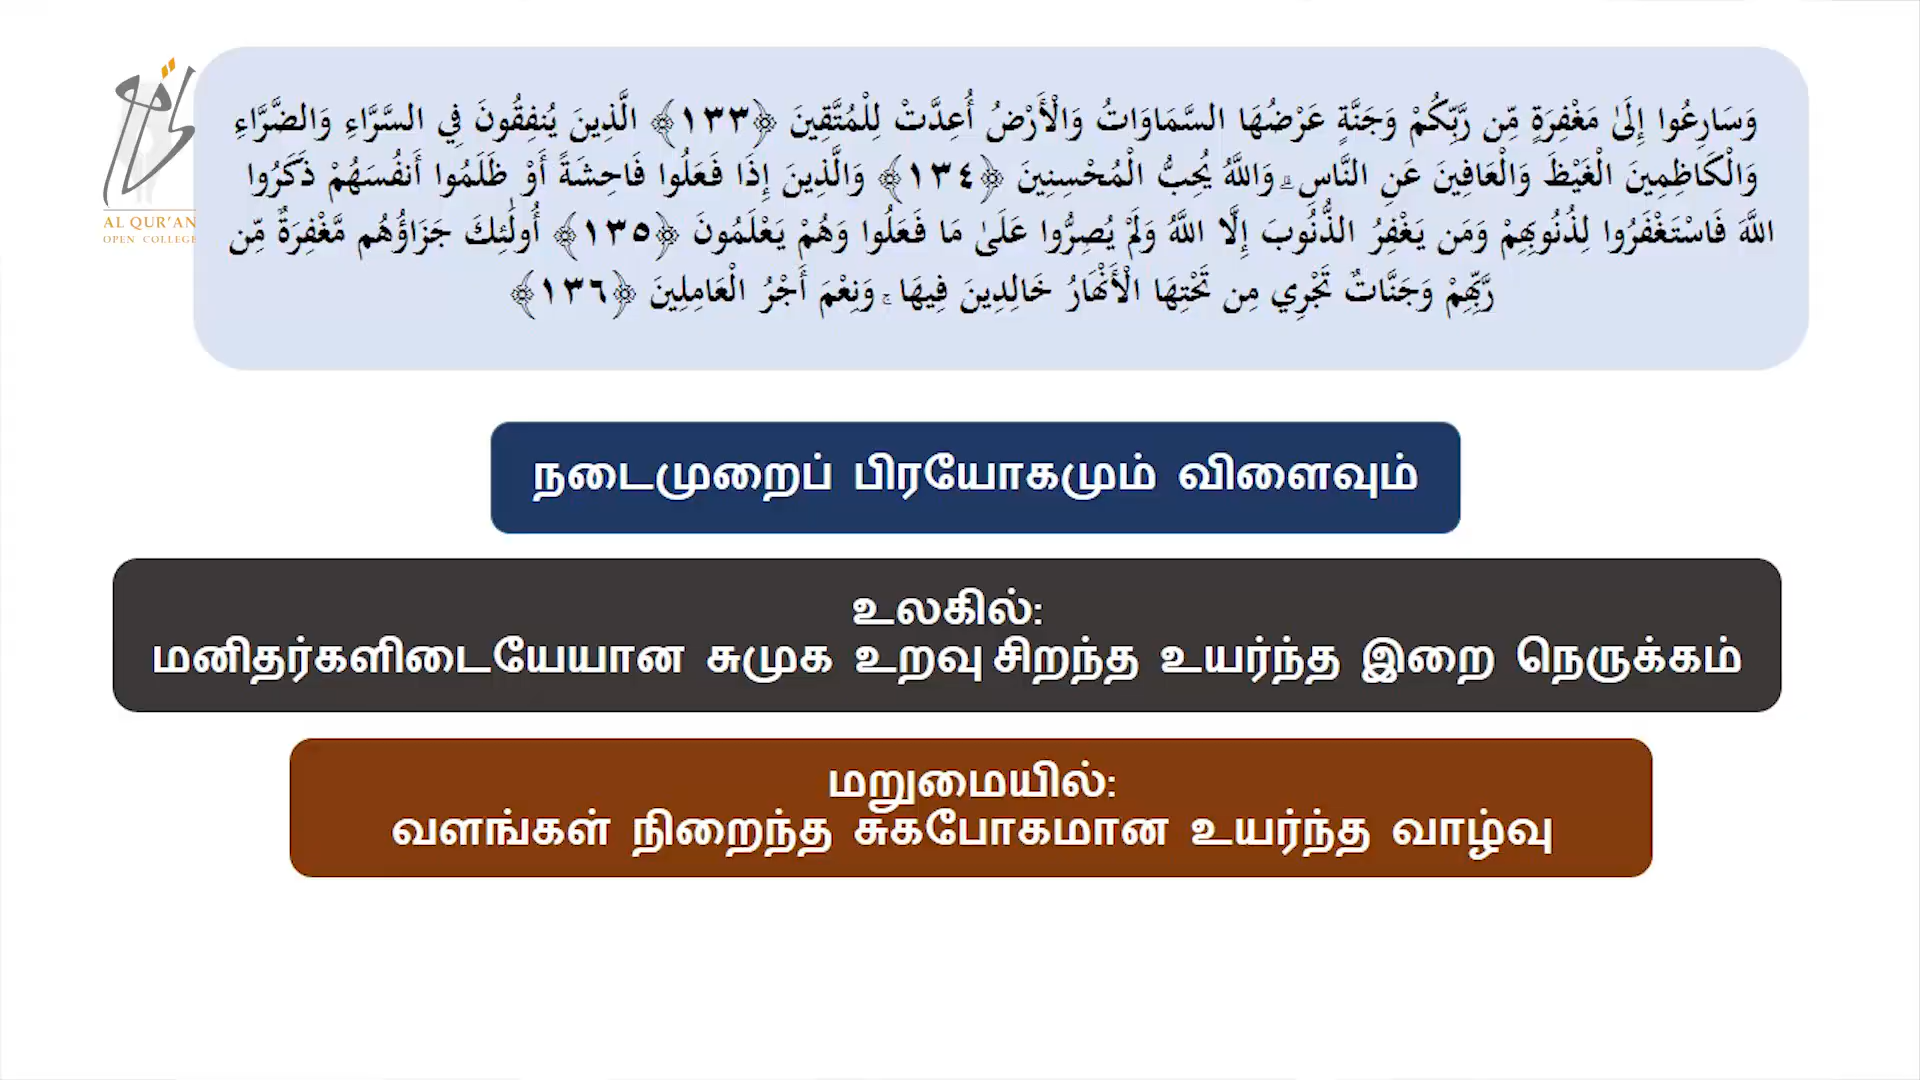 AL QUR'AN
OPEN COLLEGE
وَسَارِعُوا إِلَىٰ مَغْفِرَةٍ مِّن رَّبِّكُمْ وَجَنَّةٍ عَرْضُهَا السَّمَاوَاتُ وَالْأَرْضُ أُعِدَّتْ لِلْمُتَّقِينَ ﴿١٣٣﴾ الَّذِينَ يُنفِقُونَ فِي السَّرَّاءِ وَالضَّرَّاءِ
وَالْكَاظِمِينَ الْغَيْظَ وَالْعَافِينَ عَنِ النَّاسِ ۗ وَاللَّهُ يُحِبُّ الْمُحْسِنِينَ ﴿١٣٤﴾ وَالَّذِينَ إِذَا فَعَلُوا فَاحِشَةً أَوْ ظَلَمُوا أَنفُسَهُمْ ذَكَرُوا
اللَّهَ فَاسْتَغْفَرُوا لِذُنُوبِهِمْ وَمَن يَغْفِرُ الذُّنُوبَ إِلَّا اللَّهُ وَلَمْ يُصِرُّوا عَلَىٰ مَا فَعَلُوا وَهُمْ يَعْلَمُونَ ﴿١٣٥﴾ أُولَٰئِكَ جَزَاؤُهُم مَّغْفِرَةٌ مِّن
رَّبِّهِمْ وَجَنَّاتٌ تَجْرِي مِن تَحْتِهَا الْأَنْهَارُ خَالِدِينَ فِيهَا ۚ وَنِعْمَ أَجْرُ الْعَامِلِينَ ﴿١٣٦﴾
நடைமுறைப் பிரயோகமும் விளைவும்
உலகில்:
மனிதர்களிடையேயான சுமுக உறவு சிறந்த உயர்ந்த இறை நெருக்கம்
மறுமையில்:
வளங்கள் நிறைந்த சுகபோகமான உயர்ந்த வாழ்வு